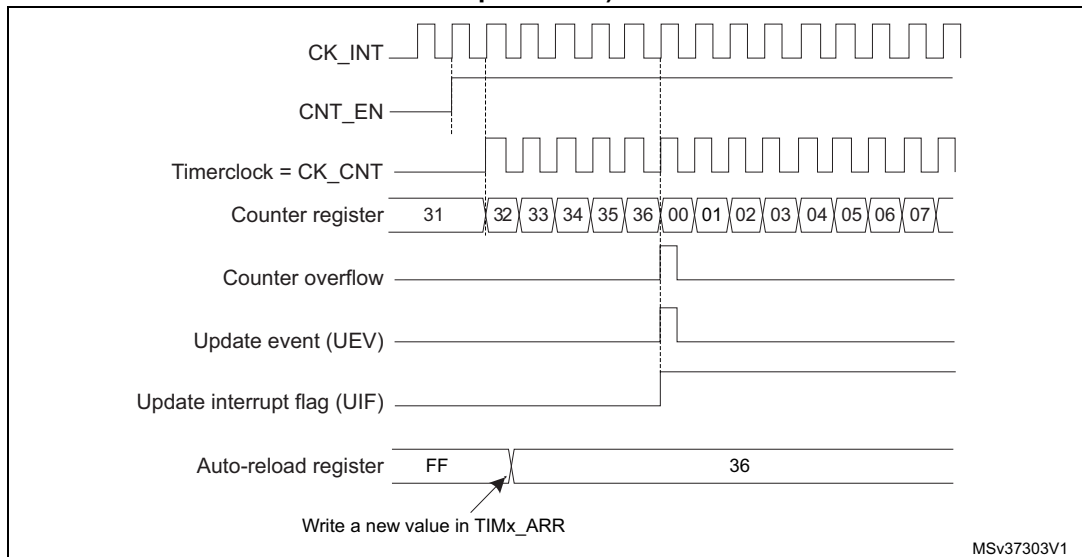 CK_INT
CNT_EN
Timerclock = CK_CNT
Counter register 31 32 33 34 35 36 00 01 02 03 04 05 06 07
Counter overflow
Update event (UEV)
Update interrupt flag (UIF)
Auto-reload register FF 36
Write a new value in TIMx_ARR
MSv37303V1